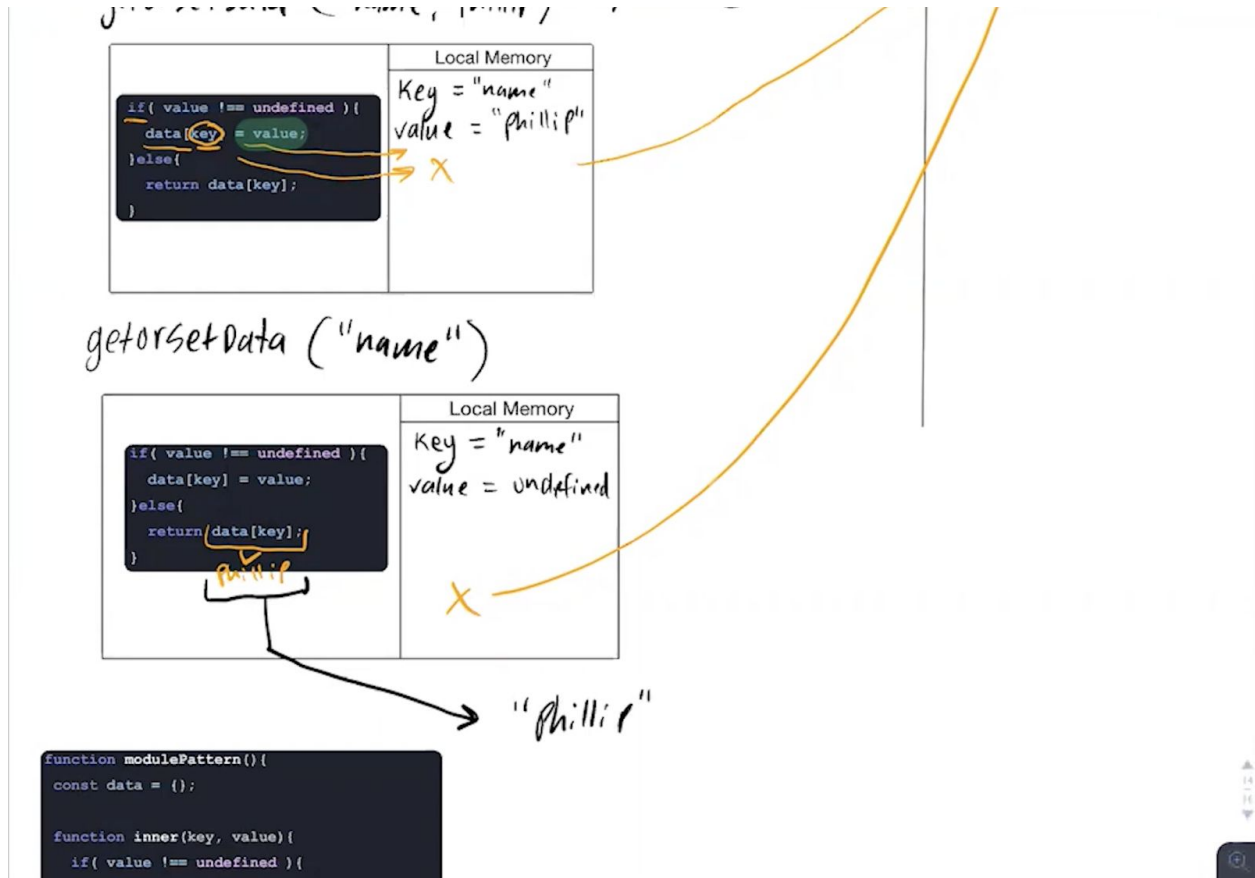 Local Memory
if( value !== undefined ){
data[key] = value;
}else{
return data[key];
}
Key = "name"
value = "phillip"
X
getorsetData ("name")
Local Memory
if( value !== undefined ){
data[key] = value;
}else{
return data[key];
}
Phillip
Key = "name"
value = undefined
X
"Phillip"
function modulePattern(){
const data = {};
function inner(key, value){
if( value !== undefined ){